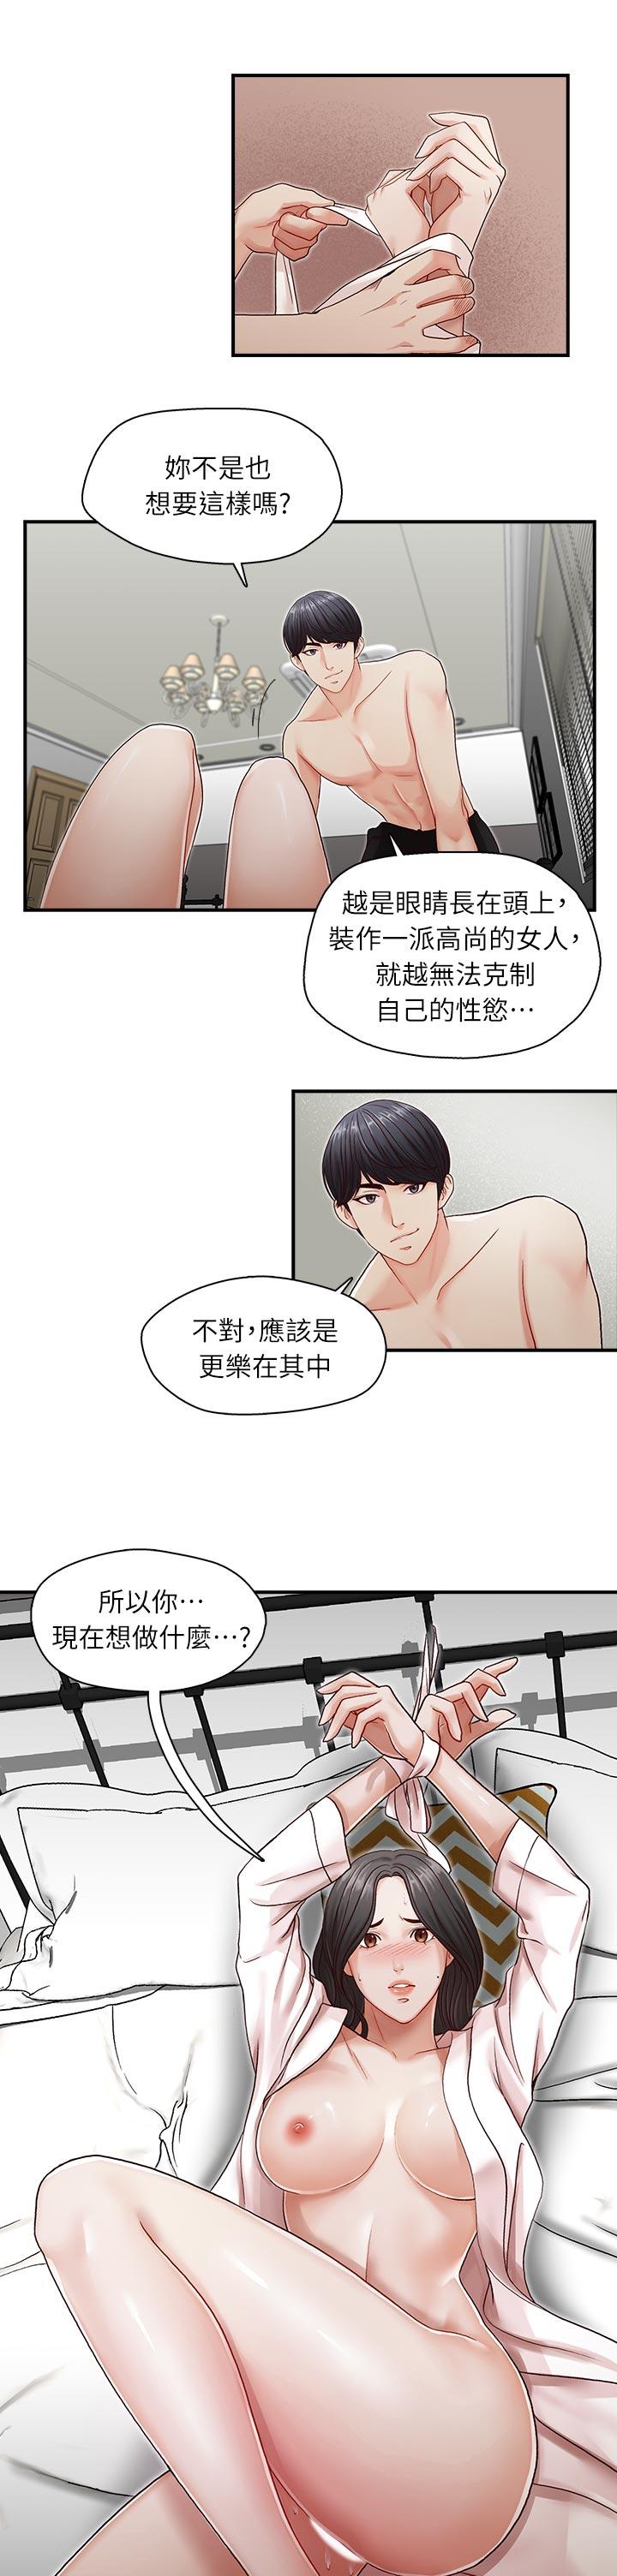 妳不是也
想要這樣嗎?
越是眼睛長在頭上，
裝作一派高尚的女人，
就越無法克制
自己的性慾…
不對，應該是
更樂在其中
所以你…
現在想做什麼…?